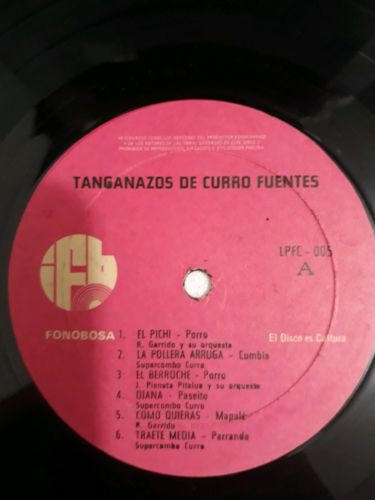 TANGANAZOS DE CURRO FUENTES
LPFC - 005
A
ifb
FONOBOSA
El Disco es Cultura
1. EL PICHI - Porro
R. Garrido y su orquesta
2. LA POLLERA ARRUGA - Cumbia
Supercombo Curro
3. EL BERROCHE - Porro
J. Pianeta Pitalua y su orquesta
4. DIANA - Paseito
Supercombo Curro
5. COMO QUIERAS - Mapalé
R. Garrido
6. TRAETE MEDIA - Parranda
Supercombo Curro